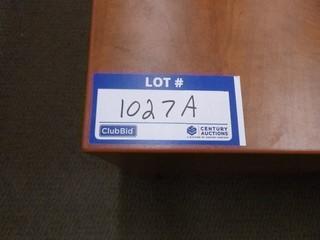 LOT #
1027A
ClubBid
CENTURY
AUCTIONS